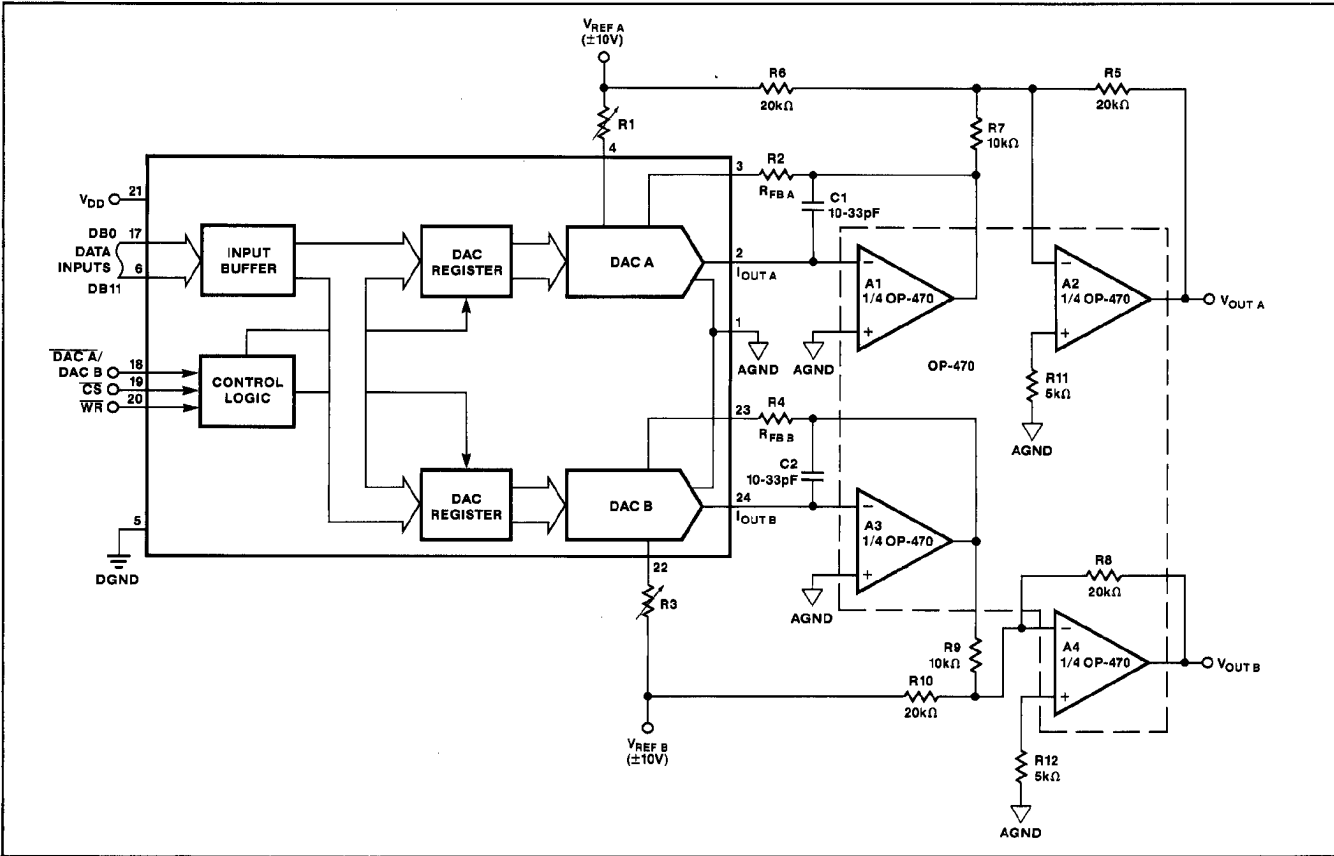 V_REF A
(±10V)
R6
20kΩ
R5
20kΩ
R1
R7
10kΩ
4
3
R2
R_FB A
C1
10-33pF
V_DD
21
DB0
17
DATA
INPUTS
6
DB11
INPUT
BUFFER
DAC
REGISTER
DAC A
2
I_OUT A
−
A1
1/4 OP-470
+
−
A2
1/4 OP-470
+
V_OUT A
1
AGND
AGND
OP-470
R11
5kΩ
AGND
D̅A̅C̅ ̅A̅/
DAC B
18
C̅S̅
19
W̅R̅
20
CONTROL
LOGIC
23
R4
R_FB B
C2
10-33pF
DAC
REGISTER
DAC B
24
I_OUT B
−
A3
1/4 OP-470
+
AGND
5
DGND
22
R3
R8
20kΩ
R9
10kΩ
R10
20kΩ
−
A4
1/4 OP-470
+
V_OUT B
V_REF B
(±10V)
R12
5kΩ
AGND